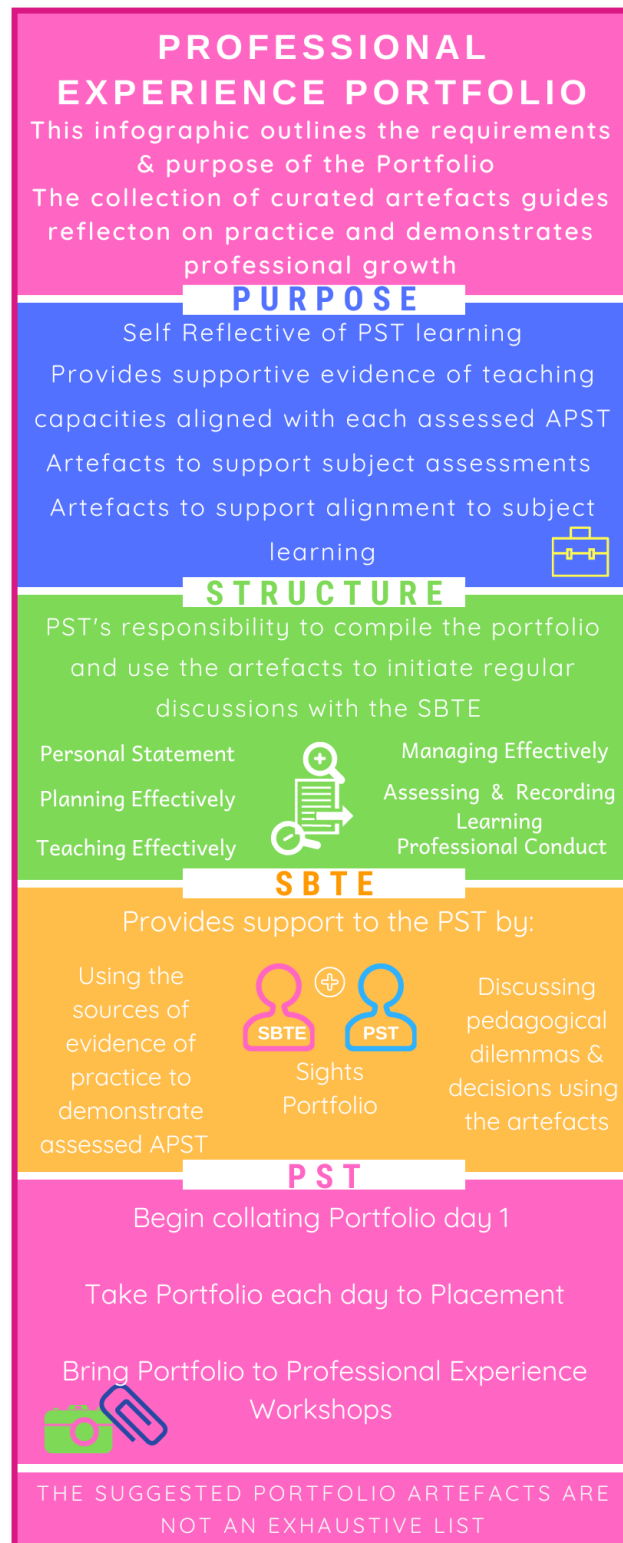 PROFESSIONAL
EXPERIENCE PORTFOLIO
This infographic outlines the requirements
& purpose of the Portfolio
The collection of curated artefacts guides
reflecton on practice and demonstrates
professional growth
PURPOSE
Self Reflective of PST learning
Provides supportive evidence of teaching
capacities aligned with each assessed APST
Artefacts to support subject assessments
Artefacts to support alignment to subject
learning
STRUCTURE
PST's responsibility to compile the portfolio
and use the artefacts to initiate regular
discussions with the SBTE
Personal Statement
Planning Effectively
Teaching Effectively
Managing Effectively
Assessing & Recording
Learning
Professional Conduct
SBTE
Provides support to the PST by:
Using the
sources of
evidence of
practice to
demonstrate
assessed APST
SBTE
PST
Sights
Portfolio
Discussing
pedagogical
dilemmas &
decisions using
the artefacts
PST
Begin collating Portfolio day 1
Take Portfolio each day to Placement
Bring Portfolio to Professional Experience
Workshops
THE SUGGESTED PORTFOLIO ARTEFACTS ARE
NOT AN EXHAUSTIVE LIST